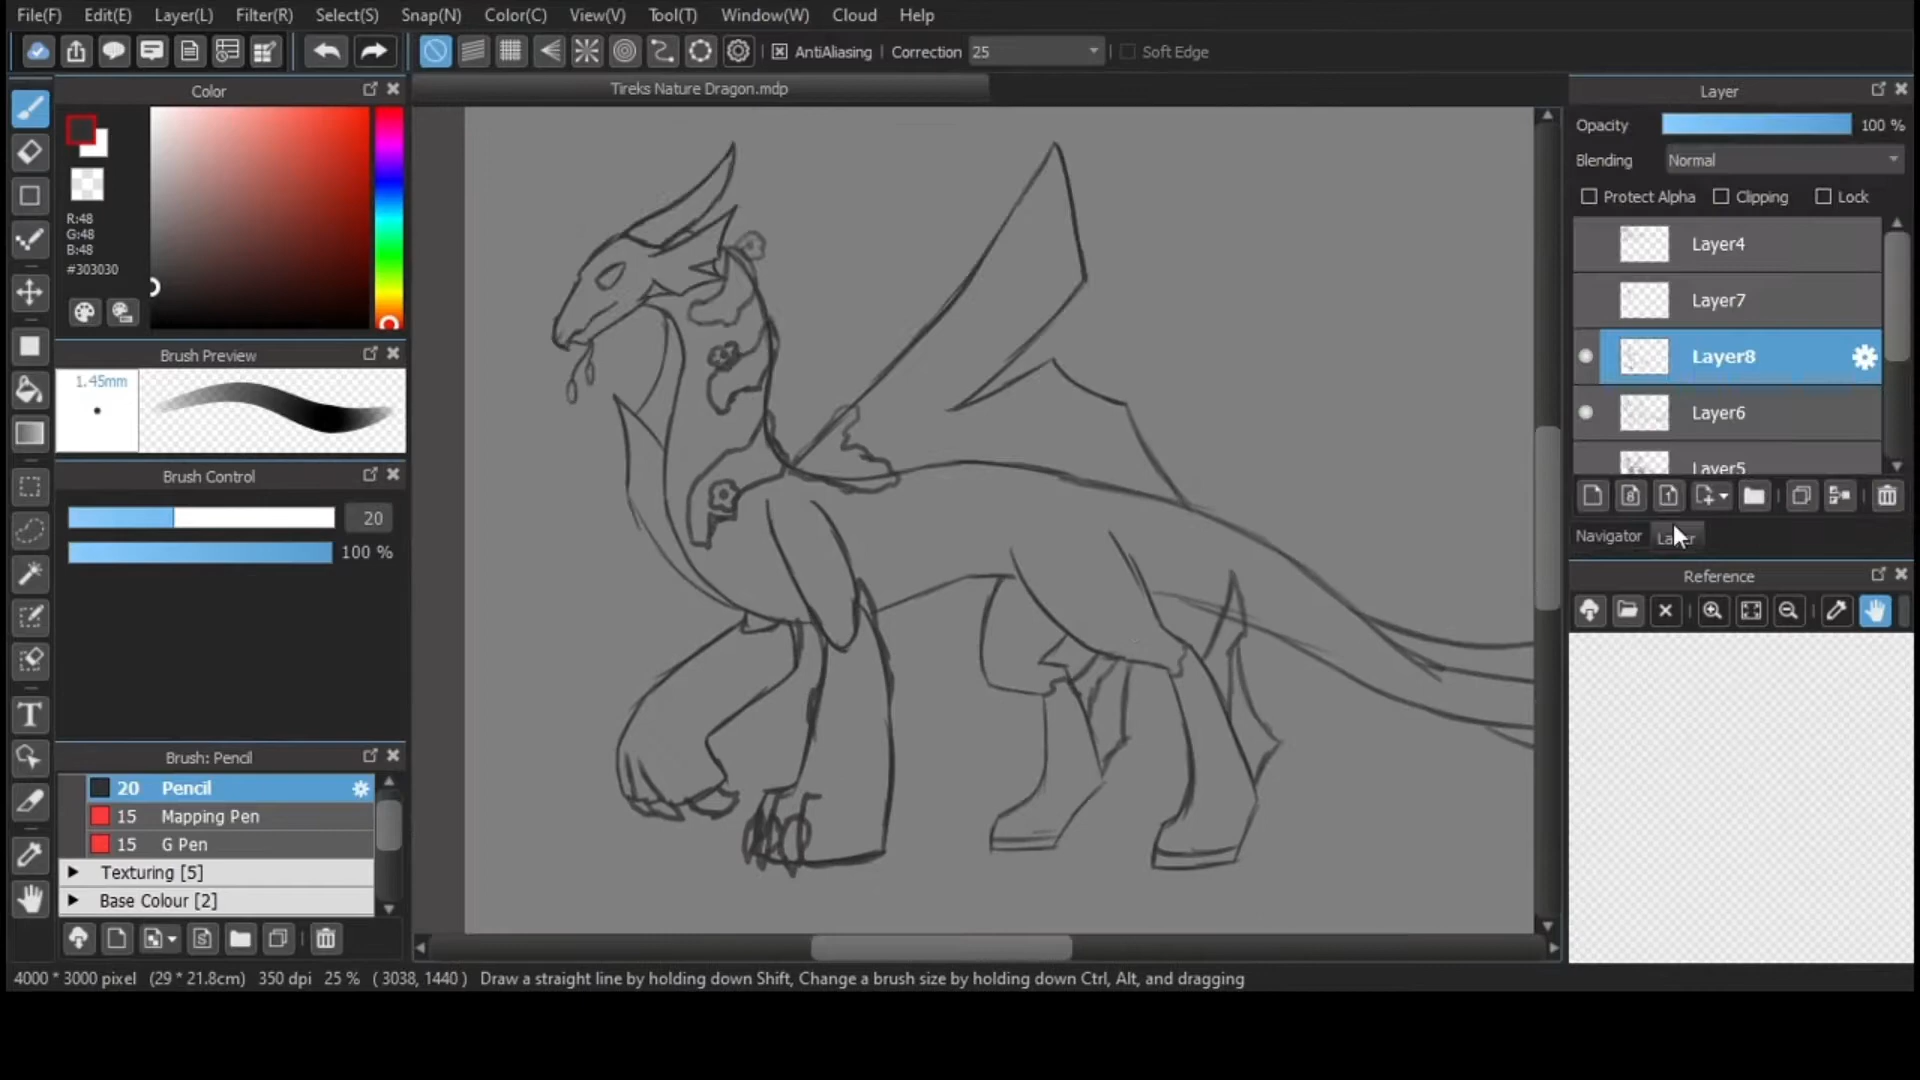 File(F) Edit(E) Layer(L) Filter(R) Select(S) Snap(N) Color(C) View(V) Tool(T) Window(W) Cloud Help
AntiAliasing Correction 25 Soft Edge
Tireks Nature Dragon.mdp
Color
R:48
G:48
B:48
#303030
Brush Preview
1.45mm
Brush Control
20
100 %
Brush: Pencil
20 Pencil
15 Mapping Pen
15 G Pen
Texturing [5]
Base Colour [2]
Layer
Opacity 100 %
Blending Normal
Protect Alpha Clipping Lock
Layer4
Layer7
Layer8
Layer6
Layer5
Navigator Layer
Reference
4000 * 3000 pixel (29 * 21.8cm) 350 dpi 25 % ( 3038, 1440 ) Draw a straight line by holding down Shift, Change a brush size by holding down Ctrl, Alt, and dragging